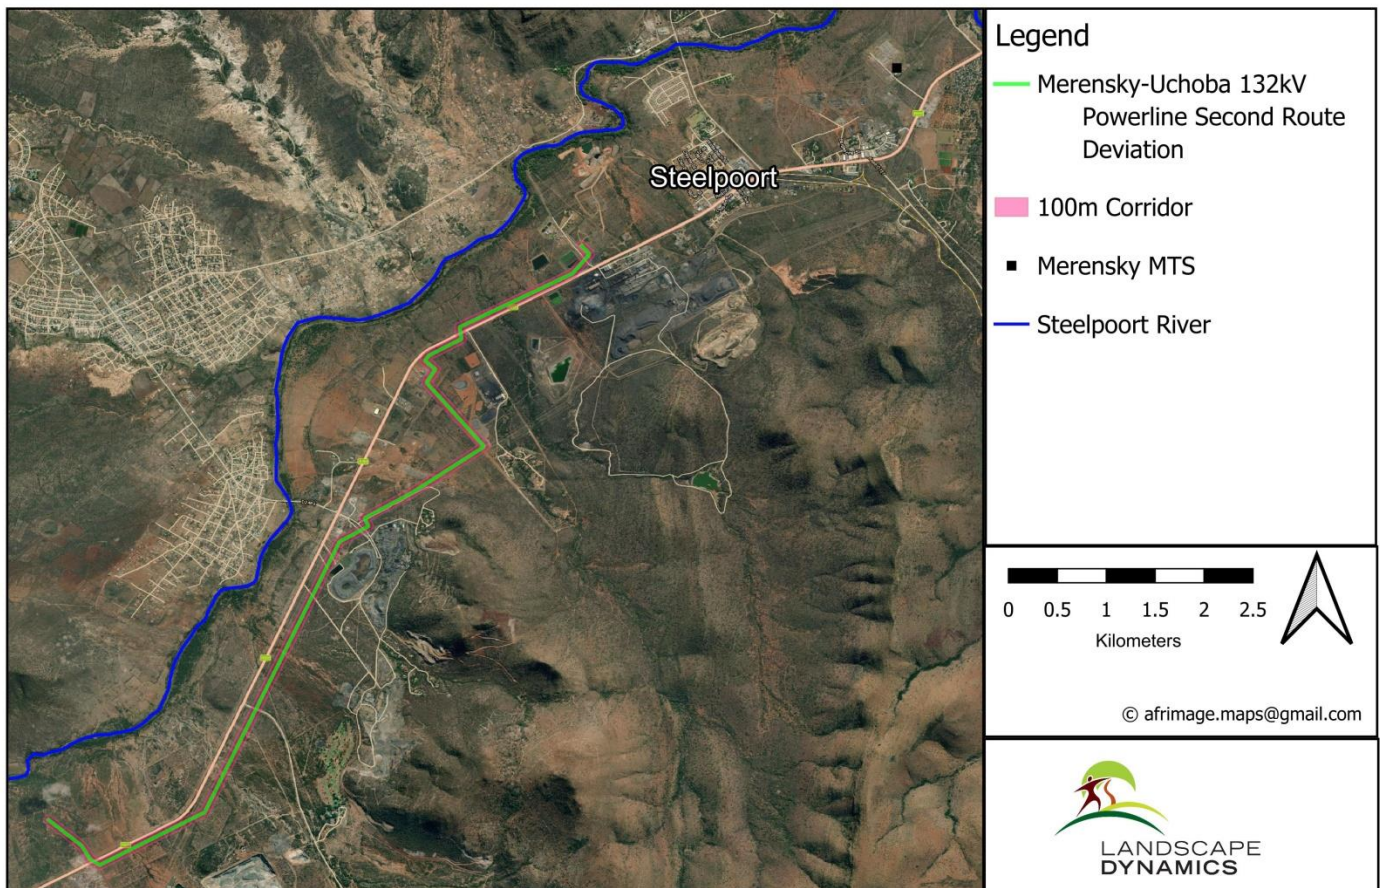 Steelpoort
Legend
Merensky-Uchoba 132kV
Powerline Second Route
Deviation
100m Corridor
Merensky MTS
Steelpoort River
0 0.5 1 1.5 2 2.5
Kilometers
© afrimage.maps@gmail.com
LANDSCAPE
DYNAMICS